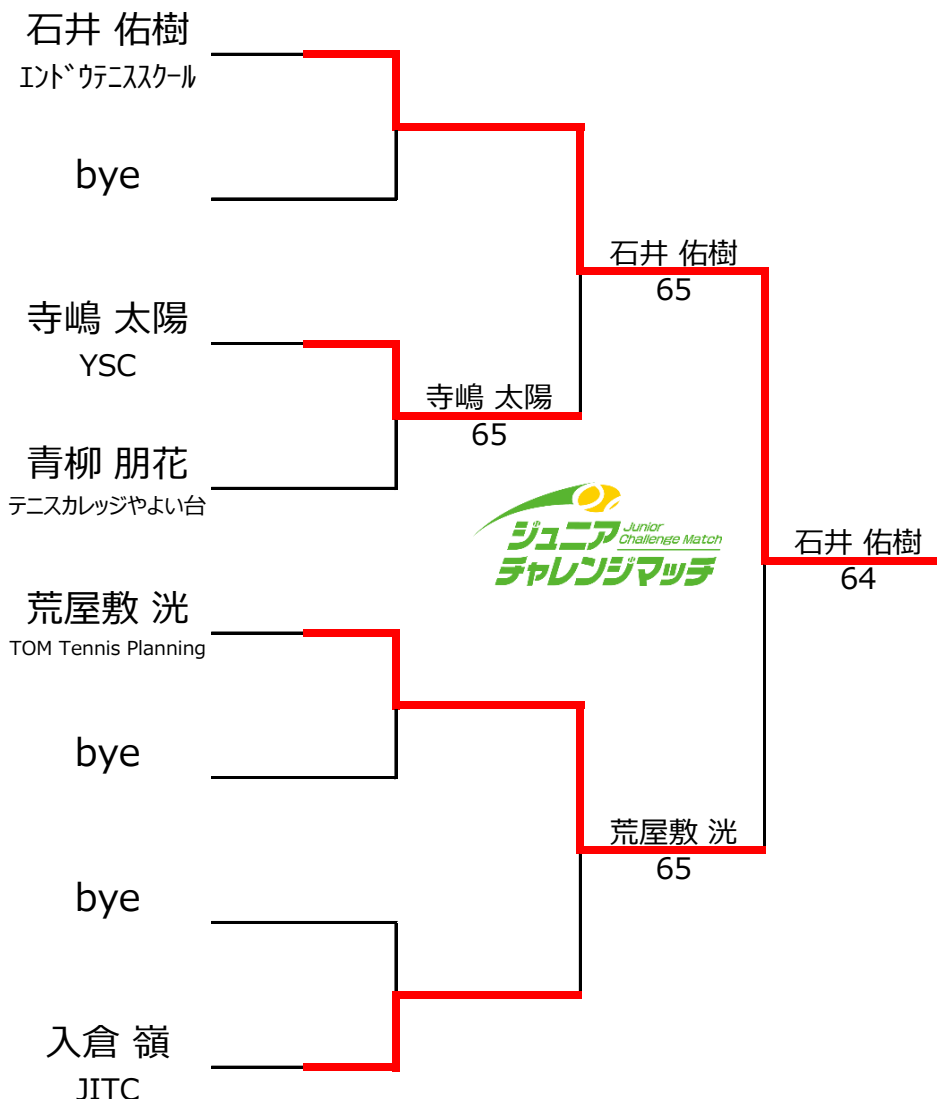 石井 佑樹
ｴﾝﾄﾞｳﾃﾆｽｽｸｰﾙ
bye
石井 佑樹
65
寺嶋 太陽
YSC
寺嶋 太陽
65
青柳 朋花
テニスカレッジやよい台
ジュニア Junior Challenge Match
チャレンジマッチ
石井 佑樹
64
荒屋敷 洸
TOM Tennis Planning
bye
荒屋敷 洸
65
bye
入倉 嶺
JITC